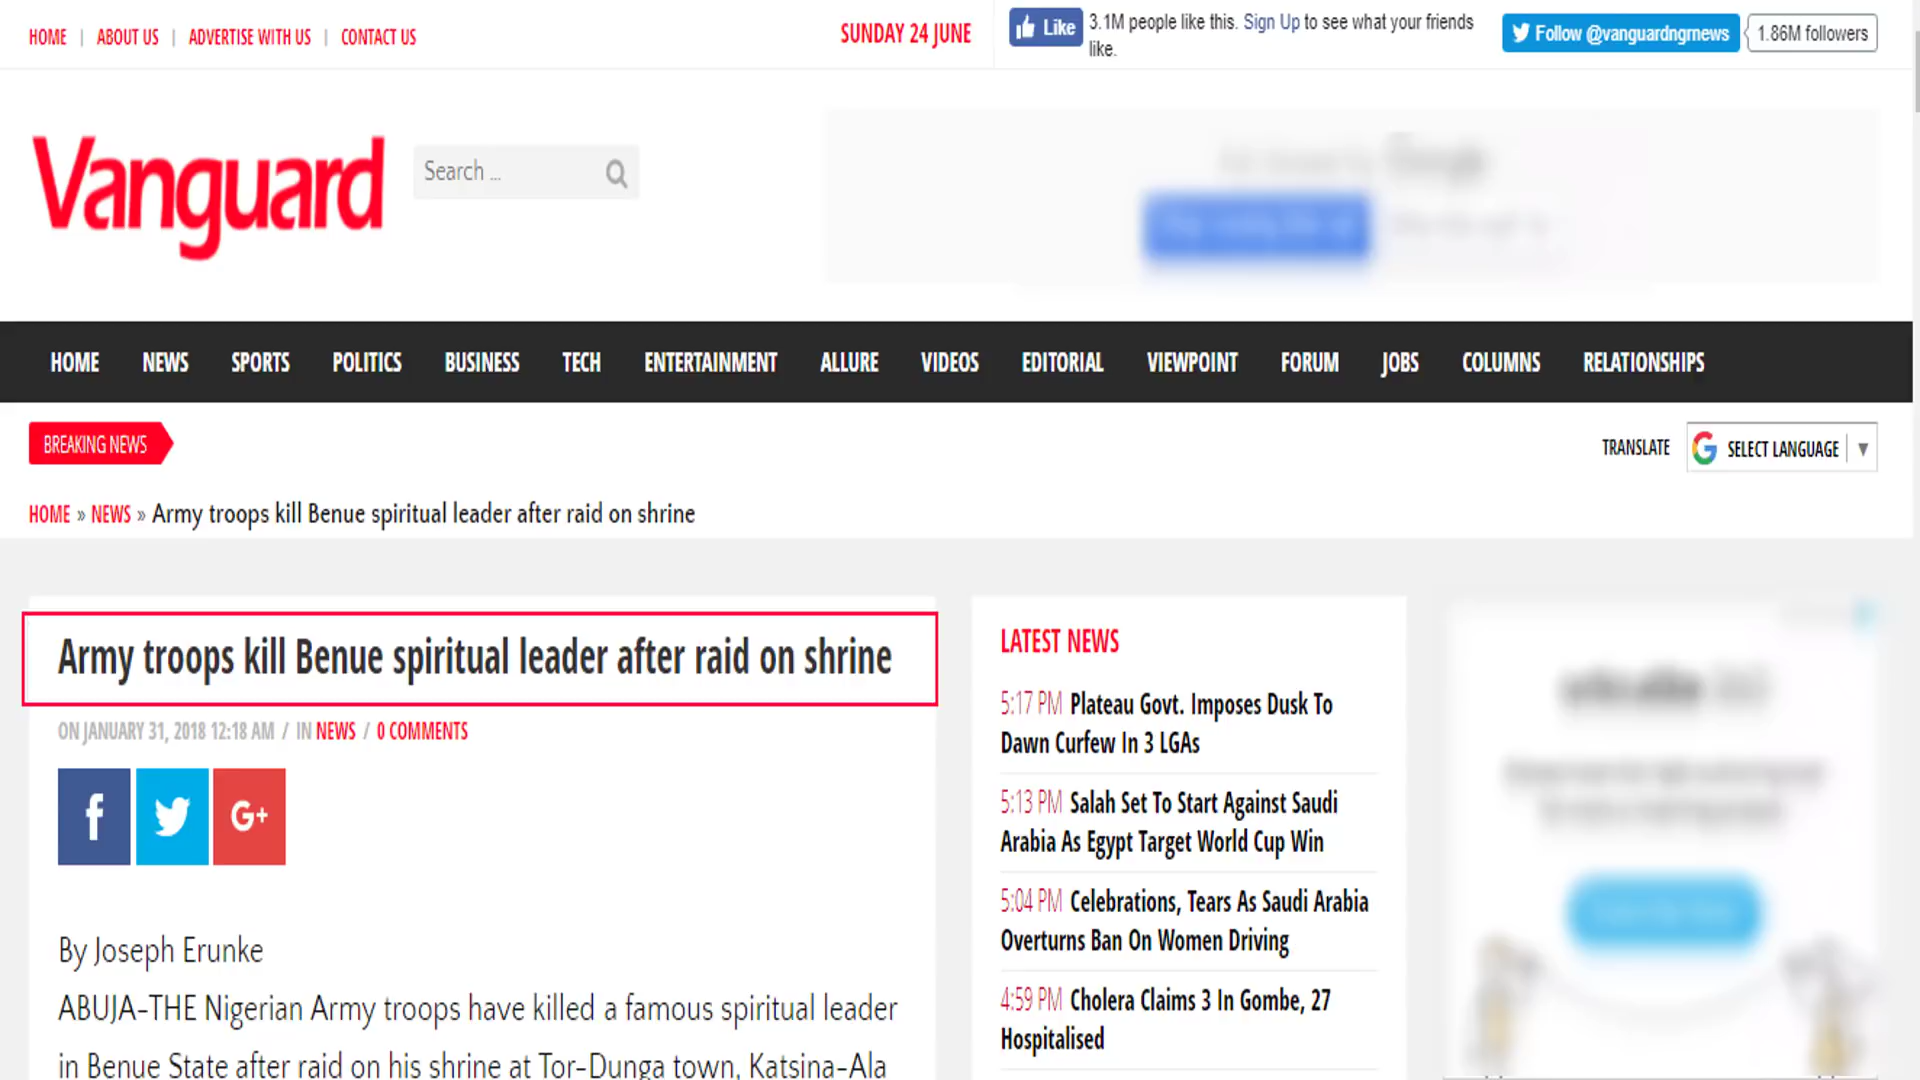 HOME | ABOUT US | ADVERTISE WITH US | CONTACT US
SUNDAY 24 JUNE
Like 3.1M people like this. Sign Up to see what your friends
like.
Follow @vanguardngrnews 1.86M followers
Vanguard
Search ...
HOME NEWS SPORTS POLITICS BUSINESS TECH ENTERTAINMENT ALLURE VIDEOS EDITORIAL VIEWPOINT FORUM JOBS COLUMNS RELATIONSHIPS
BREAKING NEWS
TRANSLATE SELECT LANGUAGE ▼
HOME » NEWS » Army troops kill Benue spiritual leader after raid on shrine
Army troops kill Benue spiritual leader after raid on shrine
ON JANUARY 31, 2018 12:18 AM / IN NEWS / 0 COMMENTS
f
G+
By Joseph Erunke
ABUJA-THE Nigerian Army troops have killed a famous spiritual leader
in Benue State after raid on his shrine at Tor-Dunga town, Katsina-Ala
LATEST NEWS
5:17 PM Plateau Govt. Imposes Dusk To
Dawn Curfew In 3 LGAs
5:13 PM Salah Set To Start Against Saudi
Arabia As Egypt Target World Cup Win
5:04 PM Celebrations, Tears As Saudi Arabia
Overturns Ban On Women Driving
4:59 PM Cholera Claims 3 In Gombe, 27
Hospitalised